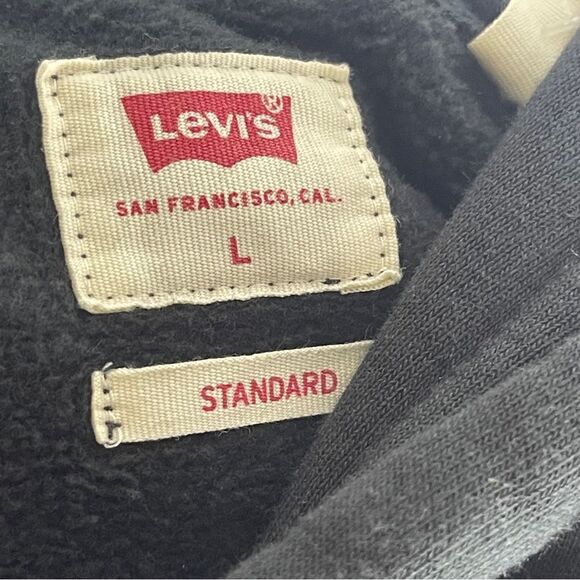 Levi's®
SAN FRANCISCO, CAL.
L
STANDARD